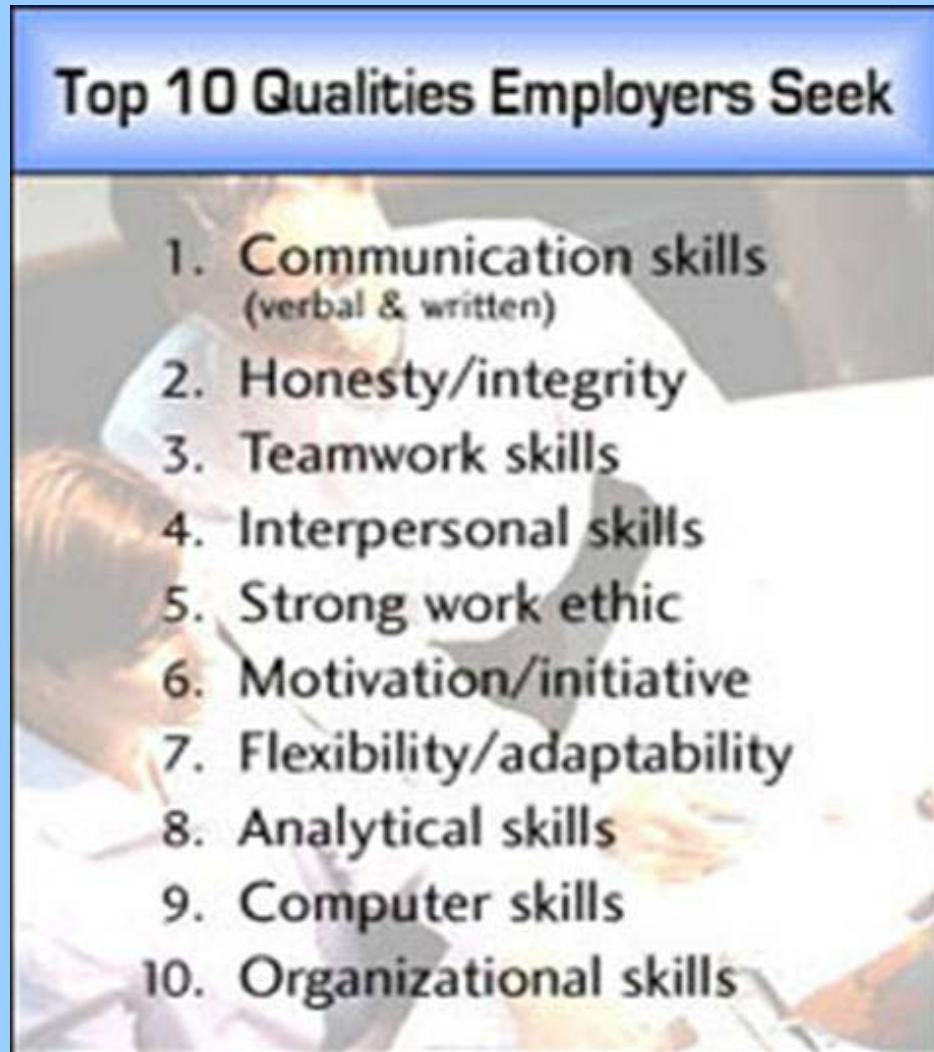 Top 10 Qualities Employers Seek
1. Communication skills
(verbal & written)
2. Honesty/integrity
3. Teamwork skills
4. Interpersonal skills
5. Strong work ethic
6. Motivation/initiative
7. Flexibility/adaptability
8. Analytical skills
9. Computer skills
10. Organizational skills